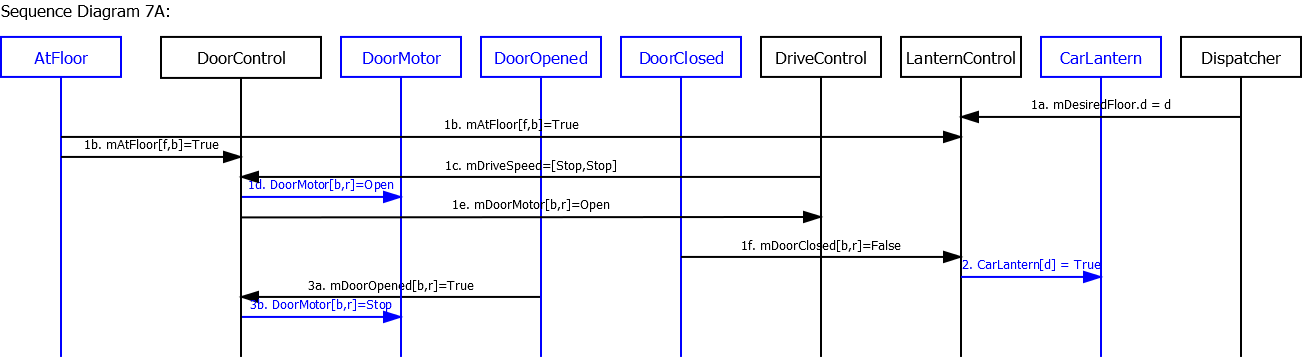 Sequence Diagram 7A:
AtFloor
DoorControl
DoorMotor
DoorOpened
DoorClosed
DriveControl
LanternControl
CarLantern
Dispatcher
1a. mDesiredFloor.d = d
1b. mAtFloor[f,b]=True
1b. mAtFloor[f,b]=True
1c. mDriveSpeed=[Stop,Stop]
1d. DoorMotor[b,r]=Open
1e. mDoorMotor[b,r]=Open
1f. mDoorClosed[b,r]=False
2. CarLantern[d] = True
3a. mDoorOpened[b,r]=True
3b. DoorMotor[b,r]=Stop